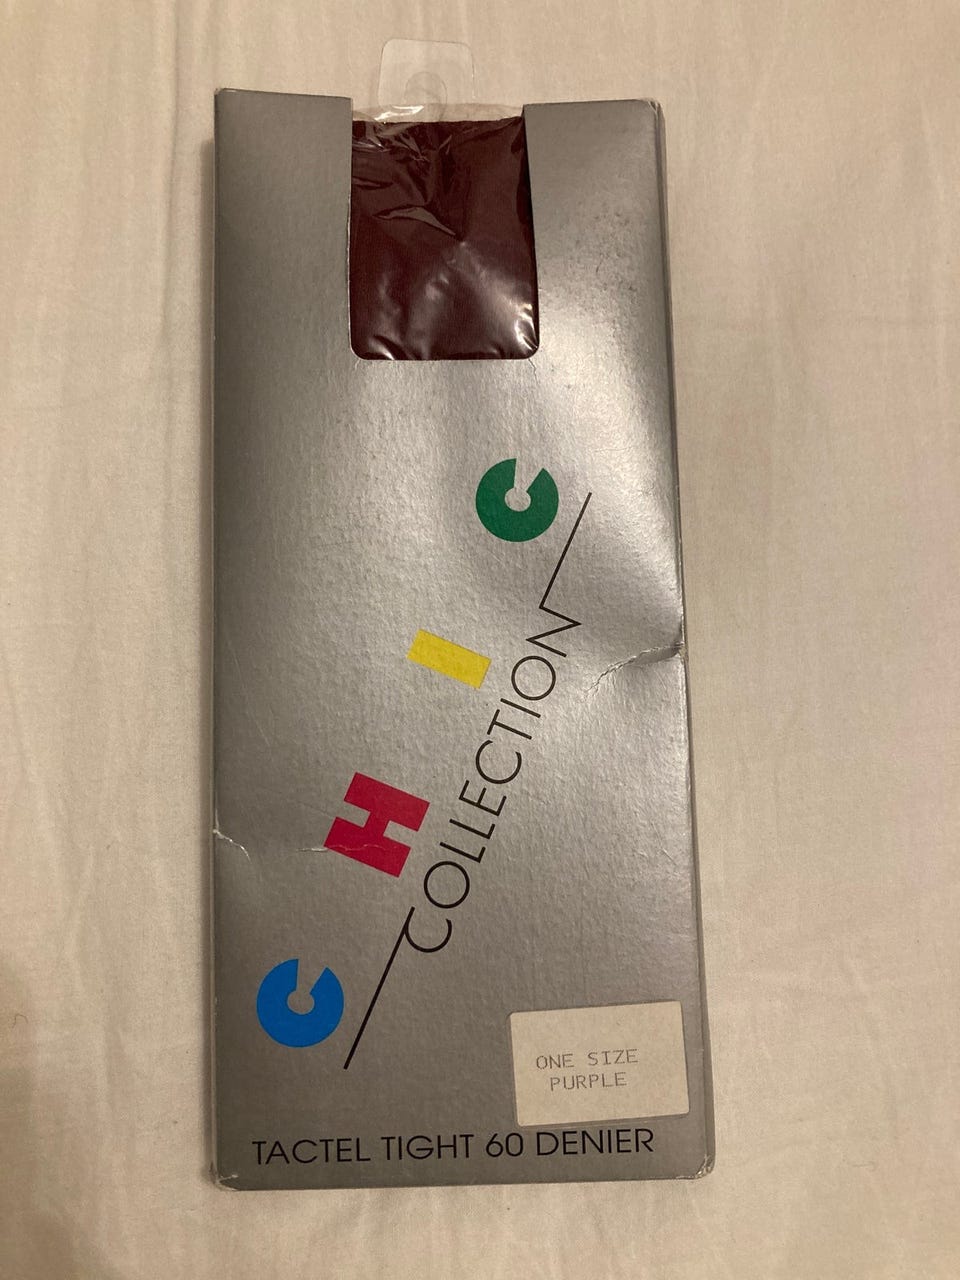 CHIC
COLLECTION
ONE SIZE
PURPLE
TACTEL TIGHT 60 DENIER